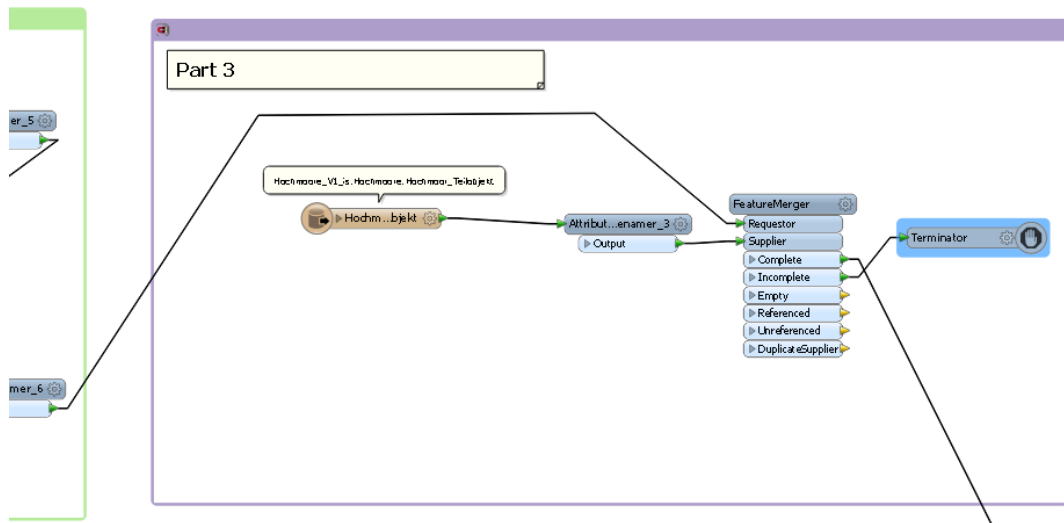 Part 3
er_5
Hochmoore_V1_is.Hochmoore.Hochmoor_Teilobjekt
Hochm...bjekt
Attribut...enamer_3
Output
FeatureMerger
Requestor
Supplier
Complete
Incomplete
Empty
Referenced
Unreferenced
DuplicateSupplier
Terminator
mer_6